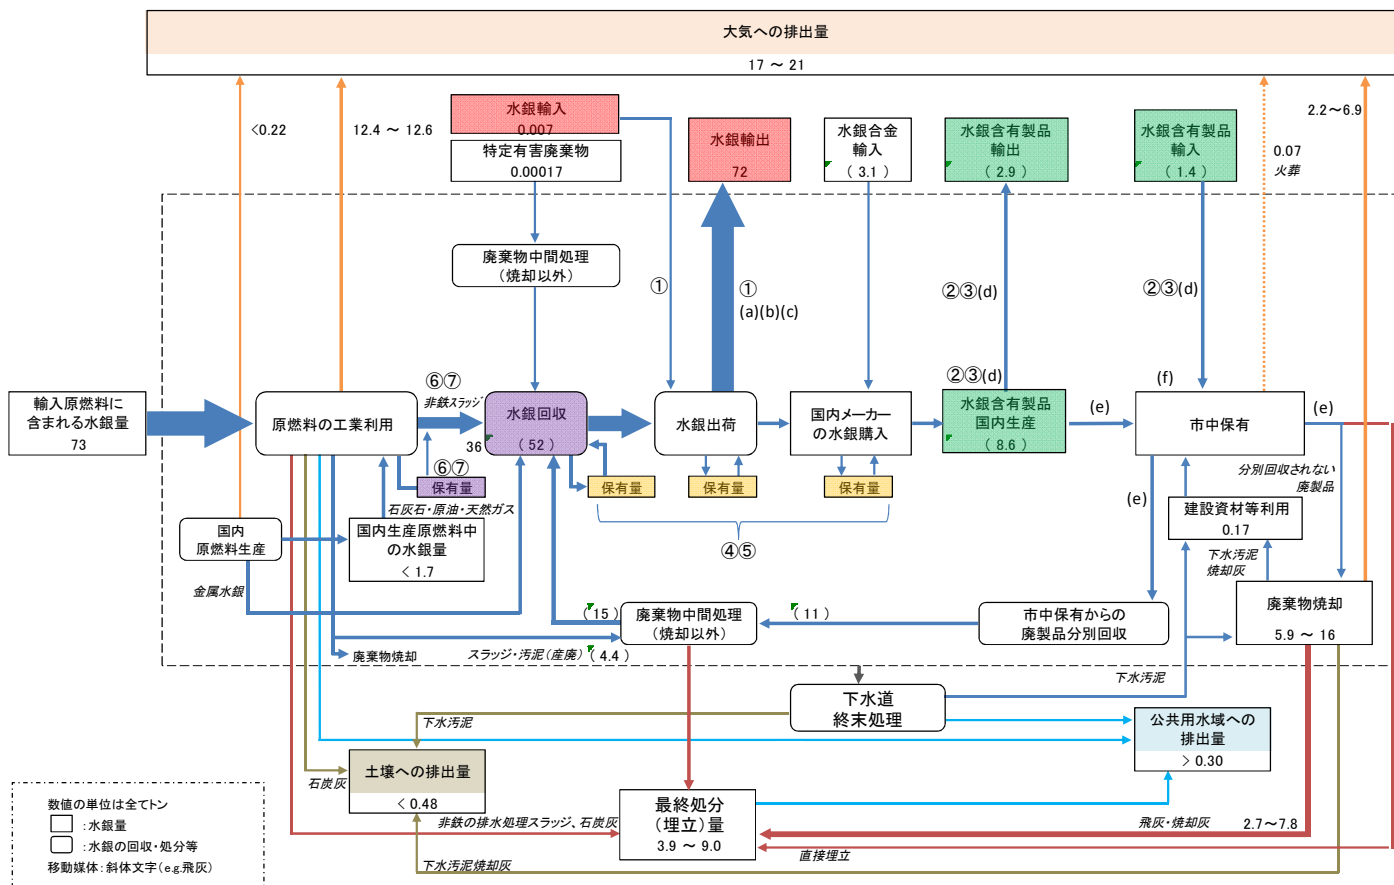 大気への排出量
17 ～ 21
<0.22
12.4 ～ 12.6
水銀輸入
0.007
特定有害廃棄物
0.00017
水銀輸出
72
水銀合金
輸入
( 3.1 )
水銀含有製品
輸出
( 2.9 )
水銀含有製品
輸入
( 1.4 )
0.07
火葬
2.2～6.9
廃棄物中間処理
(焼却以外)
①
①
(a)(b)(c)
②③(d)
②③(d)
輸入原燃料に
含まれる水銀量
73
原燃料の工業利用
⑥⑦
非鉄スラッジ
水銀回収
36
( 52 )
水銀出荷
国内メーカー
の水銀購入
②③(d)
水銀含有製品
国内生産
( 8.6 )
(e)
(f)
市中保有
(e)
⑥⑦
保有量
保有量
保有量
保有量
石灰石・原油・天然ガス
分別回収されない
廃製品
(e)
国内
原燃料生産
国内生産原燃料中
の水銀量
< 1.7
④⑤
建設資材等利用
0.17
下水汚泥
焼却灰
金属水銀
( 15 )
廃棄物中間処理
(焼却以外)
( 11 )
市中保有からの
廃製品分別回収
廃棄物焼却
5.9 ～ 16
廃棄物焼却
スラッジ・汚泥(産廃)
( 4.4 )
下水汚泥
下水道
終末処理
下水汚泥
公共用水域への
排出量
> 0.30
石炭灰
土壌への排出量
< 0.48
最終処分
(埋立)量
3.9 ～ 9.0
非鉄の排水処理スラッジ、石炭灰
飛灰・焼却灰
2.7～7.8
直接埋立
下水汚泥焼却灰
数値の単位は全てトン
:水銀量
:水銀の回収・処分等
移動媒体:斜体文字(e.g.飛灰)